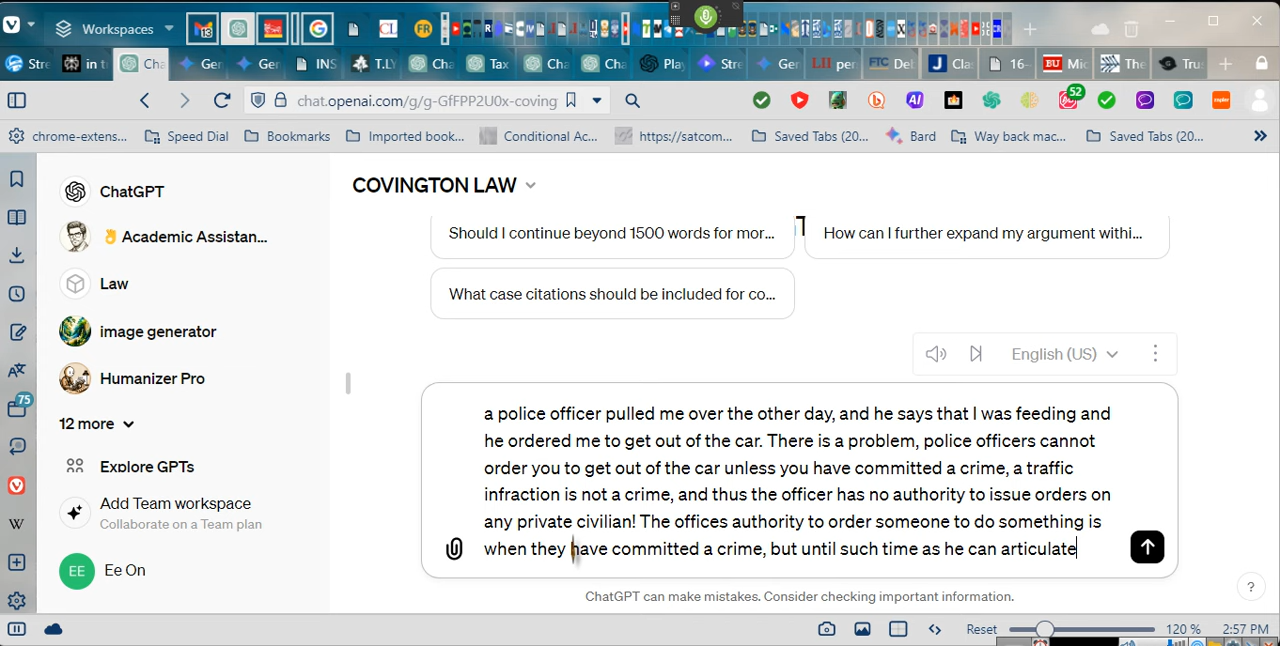 Workspaces
13
CL
FR
Stre
in t
Cha
Ger
Ger
INS
T.LY
Cha
Tax
Cha
Cha
Play
Stre
Ger
LII per
FTC Del
J Cla
16-
BU Mic
The
Tru
chat.openai.com/g/g-GfFPP2U0x-coving
AI
52
chrome-extens...
Speed Dial
Bookmarks
Imported book...
Conditional Ac...
https://satcom...
Saved Tabs (20...
Bard
Way back mac...
Saved Tabs (20...
ChatGPT
COVINGTON LAW
👌 Academic Assistan...
T
Should I continue beyond 1500 words for mor...
How can I further expand my argument withi...
Law
What case citations should be included for co...
image generator
English (US)
Humanizer Pro
75
12 more
a police officer pulled me over the other day, and he says that I was feeding and
he ordered me to get out of the car. There is a problem, police officers cannot
order you to get out of the car unless you have committed a crime, a traffic
infraction is not a crime, and thus the officer has no authority to issue orders on
any private civilian! The offices authority to order someone to do something is
when they have committed a crime, but until such time as he can articulate
Explore GPTs
Add Team workspace
Collaborate on a Team plan
W
EE
Ee On
ChatGPT can make mistakes. Consider checking important information.
?
Reset
120 %
2:57 PM